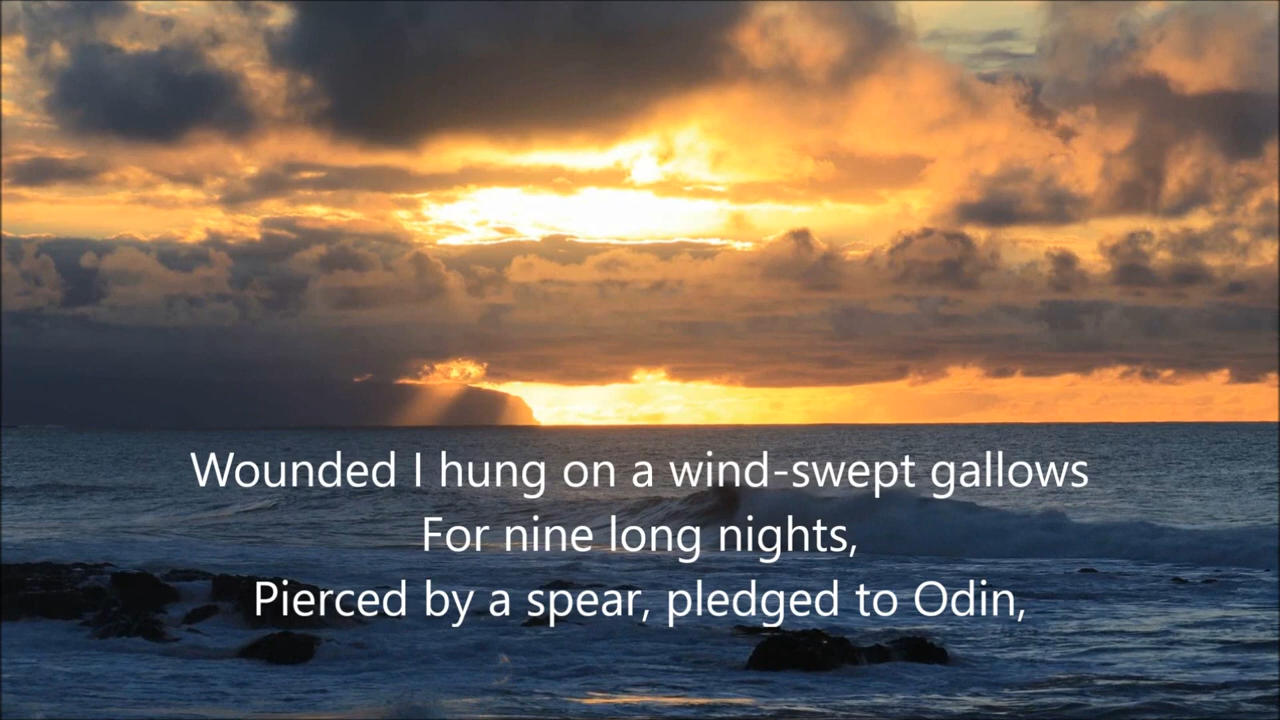 Wounded I hung on a wind-swept gallows
For nine long nights,
Pierced by a spear, pledged to Odin,